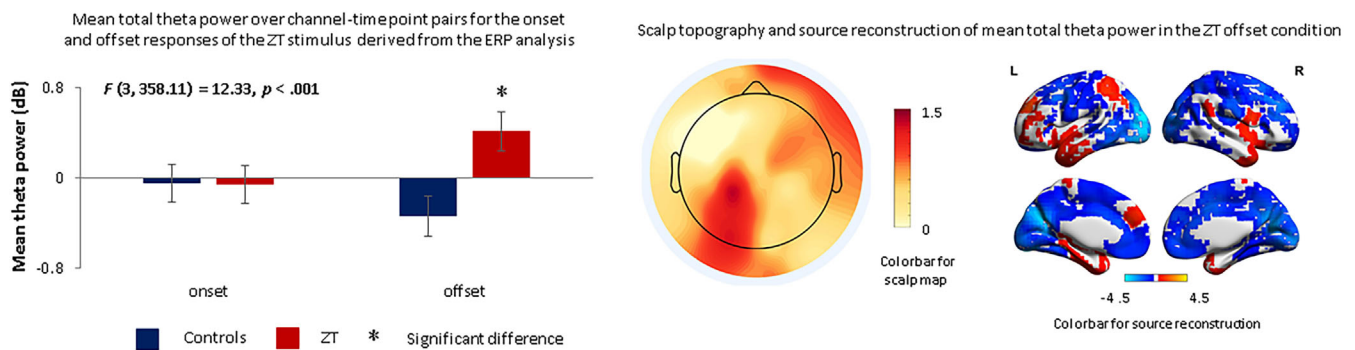 Mean total theta power over channel-timepoint pairs for the onset
and offset responses of the ZT stimulus derived from the ERP analysis
Mean theta power (dB)
0.8
0
-0.8
F (3, 358.11) = 12.33, p < .001
*
onset
offset
Controls
ZT
* Significant difference
Scalp topography and source reconstruction of mean total theta power in the ZT offset condition
1.5
0
Colorbar for
scalp map
L
R
-4.5
4.5
Colorbar for source reconstruction